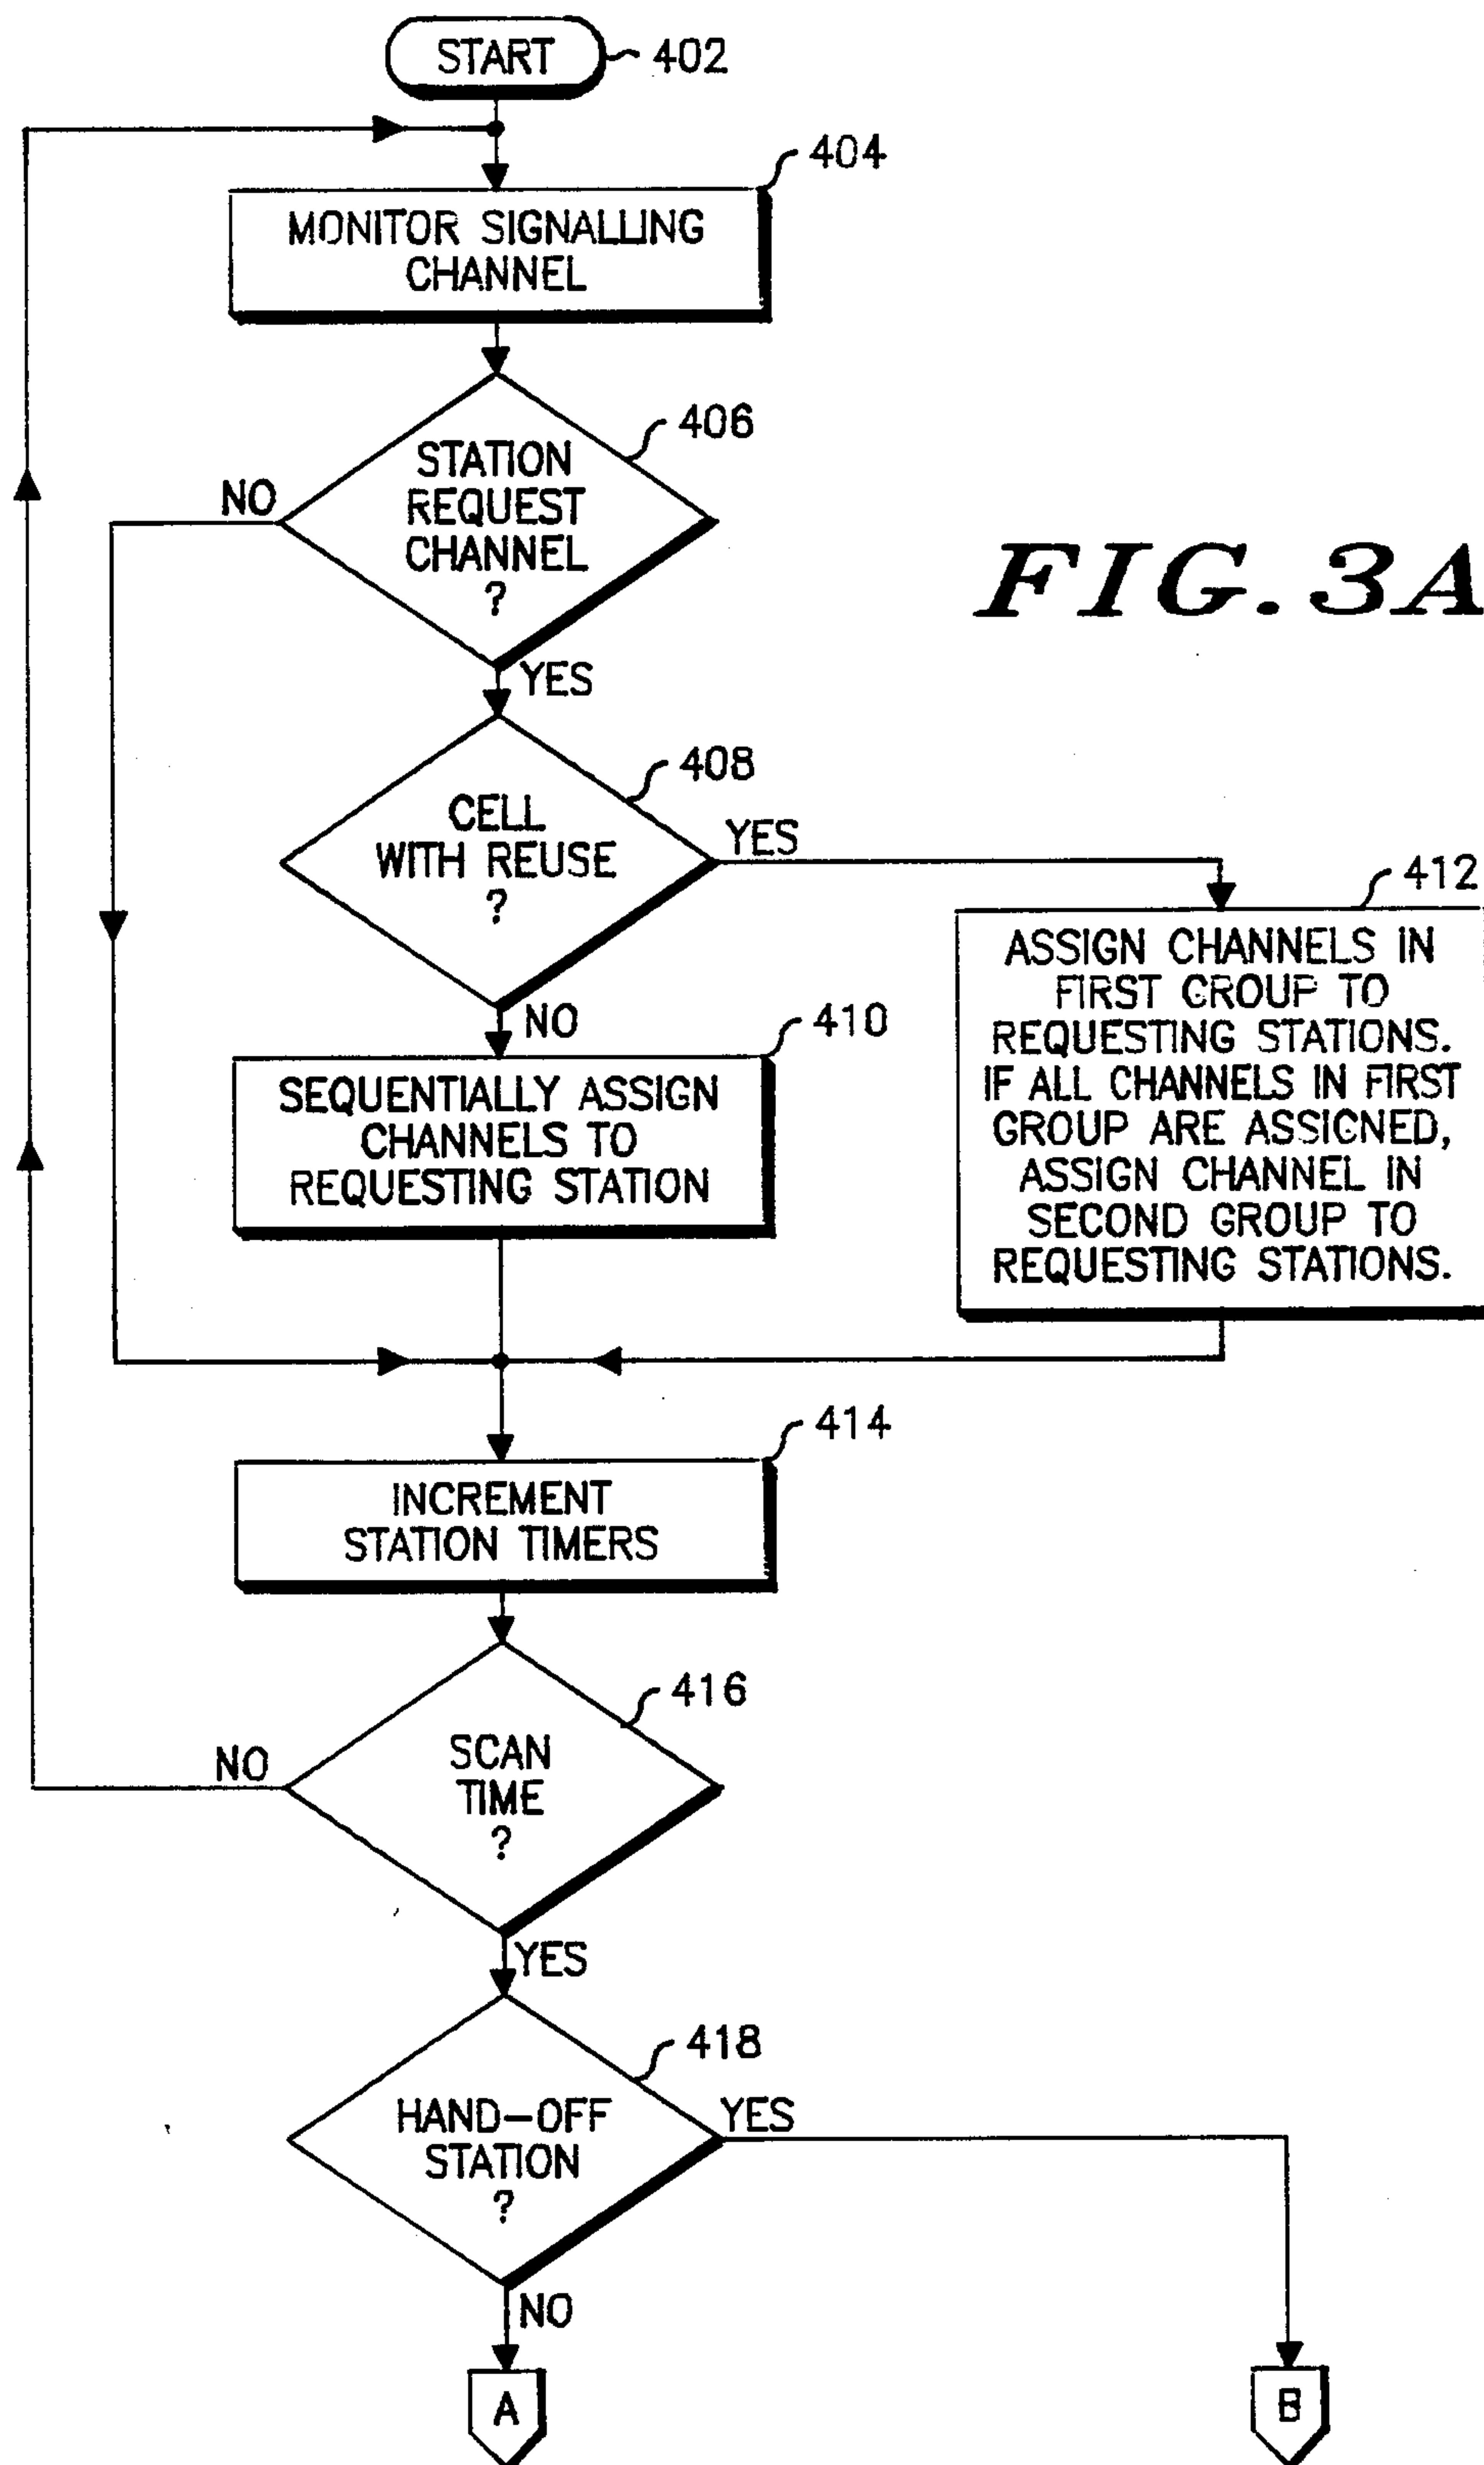 START
402
404
MONITOR SIGNALLING
CHANNEL
406
STATION
REQUEST
CHANNEL
?
NO
YES
FIG. 3A
408
CELL
WITH REUSE
?
YES
NO
412
ASSIGN CHANNELS IN
FIRST GROUP TO
REQUESTING STATIONS.
IF ALL CHANNELS IN FIRST
GROUP ARE ASSIGNED,
ASSIGN CHANNEL IN
SECOND GROUP TO
REQUESTING STATIONS.
410
SEQUENTIALLY ASSIGN
CHANNELS TO
REQUESTING STATION
414
INCREMENT
STATION TIMERS
416
SCAN
TIME
?
NO
YES
418
HAND-OFF
STATION
?
YES
NO
A
B